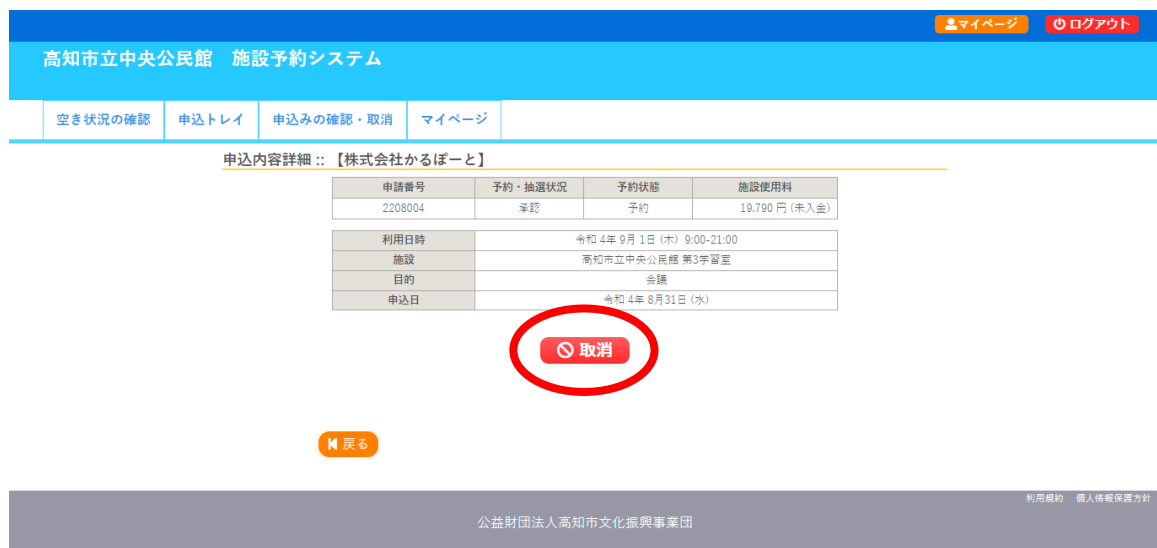 マイページ ログアウト
高知市立中央公民館 施設予約システム
空き状況の確認 申込トレイ 申込みの確認・取消 マイページ
申込内容詳細 :: 【株式会社かるぽーと】
申請番号 予約・抽選状況 予約状態 施設使用料
2208004 承認 予約 19,790 円 (未入金)
利用日時 令和 4年 9月 1日 (木) 9:00-21:00
施設 高知市立中央公民館 第3学習室
目的 会議
申込日 令和 4年 8月31日 (水)
取消
戻る
利用規約 個人情報保護方針
公益財団法人高知市文化振興事業団